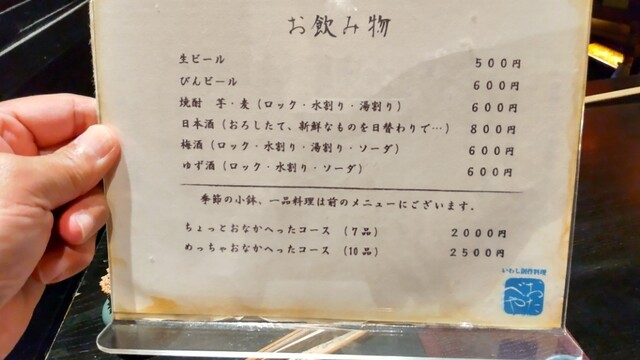 お飲み物
生ビール 500円
びんビール 600円
焼酎 芋・麦(ロック・水割り・湯割り) 600円
日本酒(おろしたて、新鮮なものを日替わりで…) 800円
梅酒(ロック・水割り・湯割り・ソーダ) 600円
ゆず酒(ロック・水割り・ソーダ) 600円
季節の小鉢、一品料理は前のメニューにございます.
ちょっとおなかへったコース (7品) 2000円
めっちゃおなかへったコース (10品) 2500円
いわし創作料理